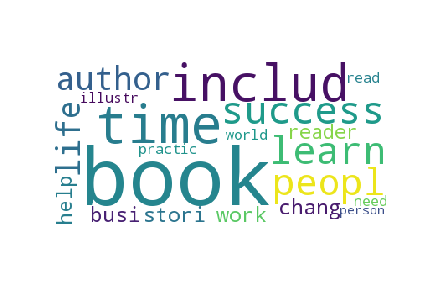 author
includ
read
illustr
life
time
success
world
reader
practic
learn
book
peopl
help
need
busi
stori
work
chang
person